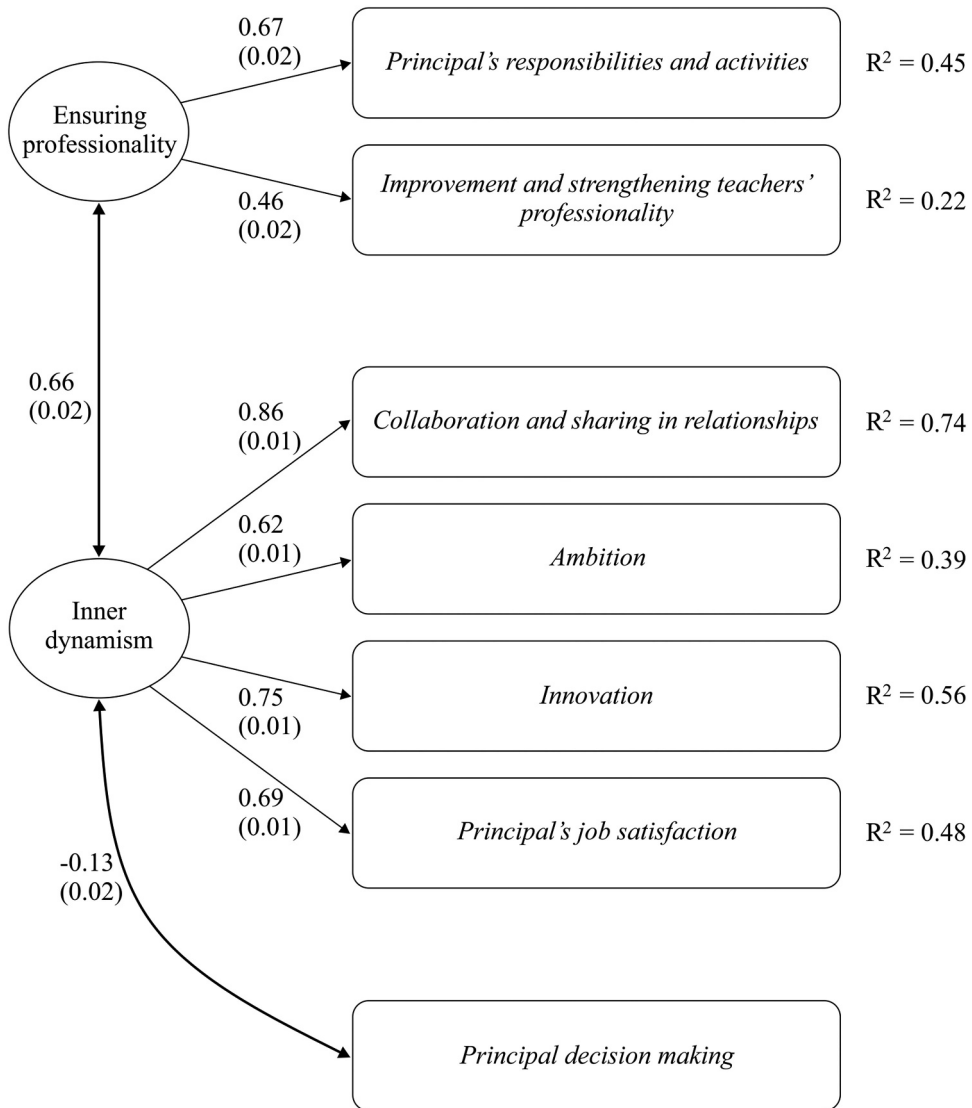 0.67
(0.02)
Principal’s responsibilities and activities
R² = 0.45
Ensuring
professionality
Improvement and strengthening teachers’
professionality
R² = 0.22
0.46
(0.02)
0.66
(0.02)
0.86
(0.01)
Collaboration and sharing in relationships
R² = 0.74
0.62
(0.01)
Ambition
R² = 0.39
Inner
dynamism
Innovation
R² = 0.56
0.75
(0.01)
0.69
(0.01)
Principal’s job satisfaction
R² = 0.48
-0.13
(0.02)
Principal decision making